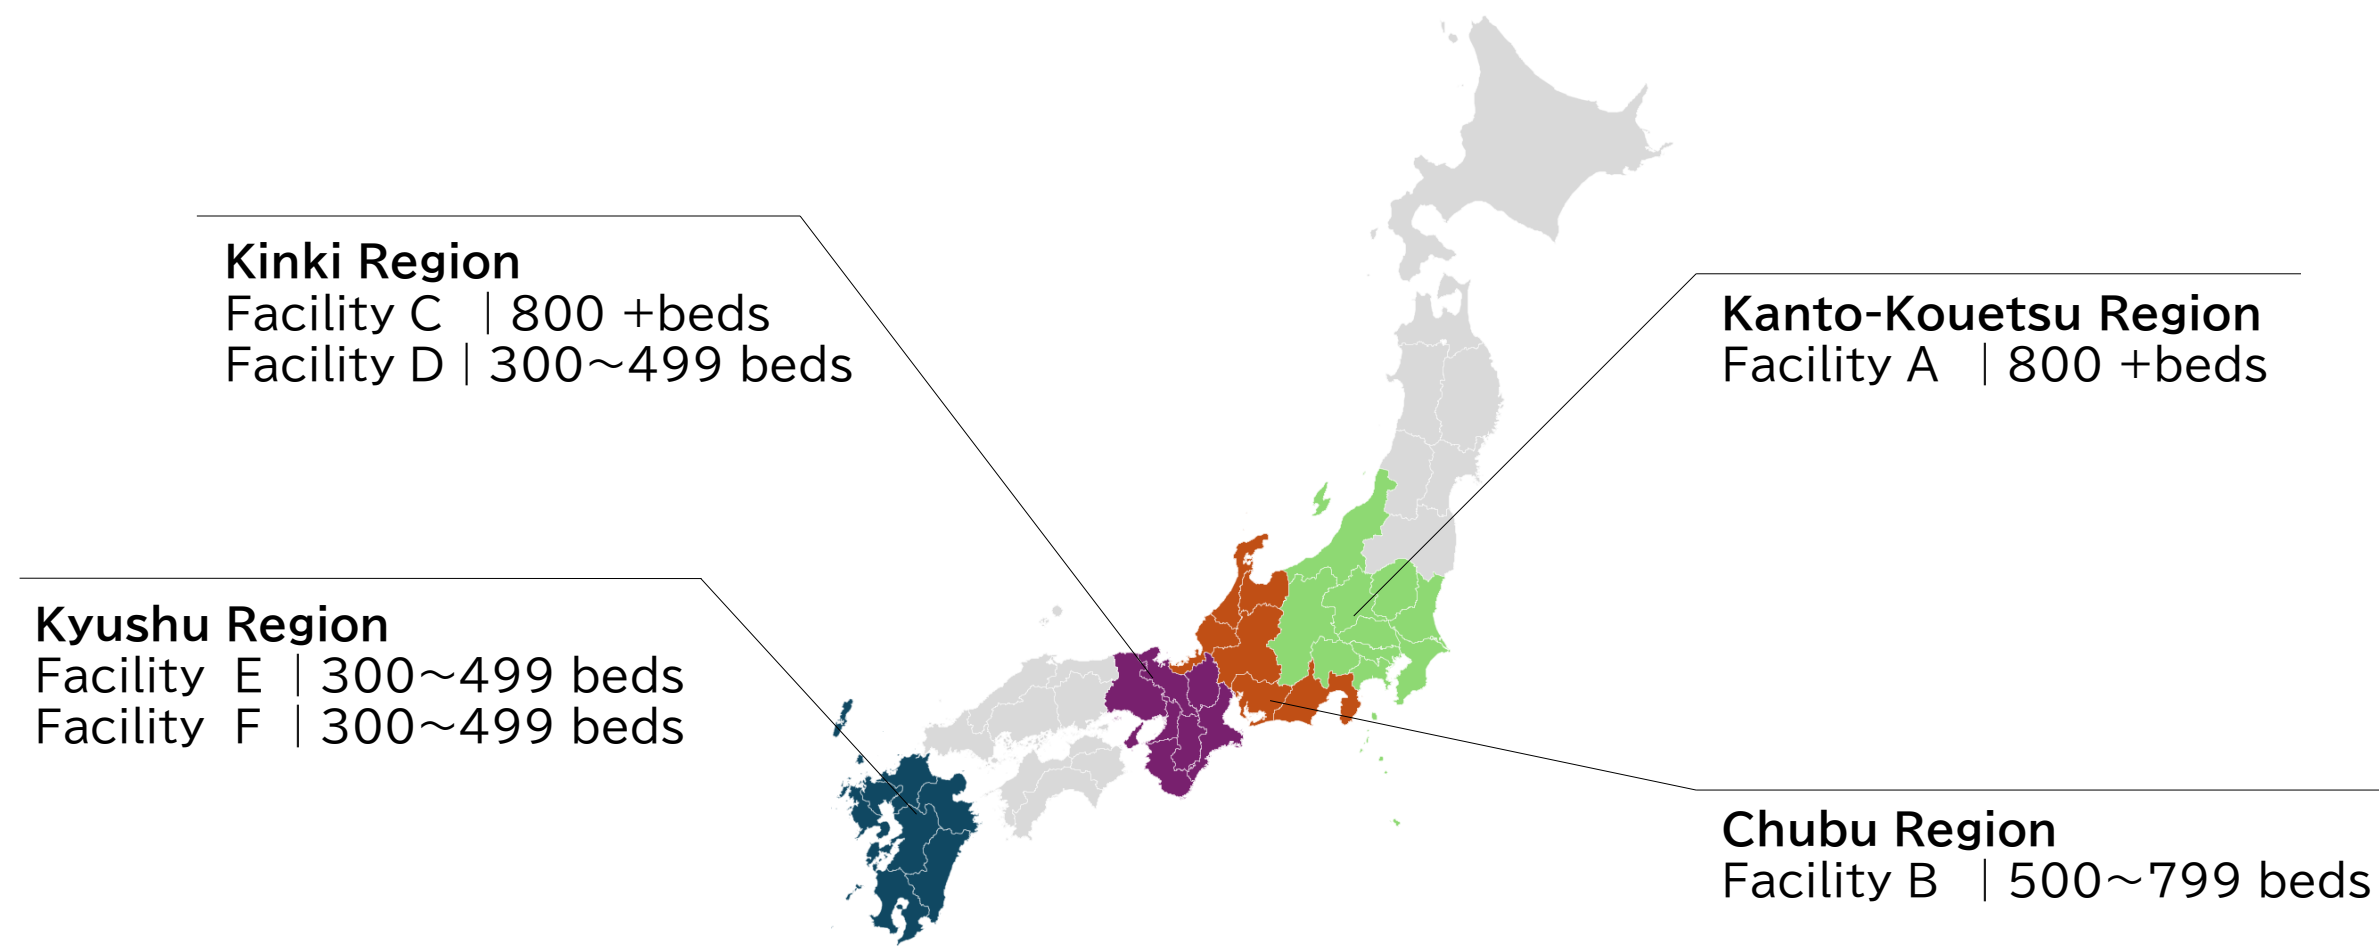 Kinki Region
Facility C | 800 +beds
Facility D | 300～499 beds
Kanto-Kouetsu Region
Facility A | 800 +beds
Kyushu Region
Facility E | 300～499 beds
Facility F | 300～499 beds
Chubu Region
Facility B | 500～799 beds